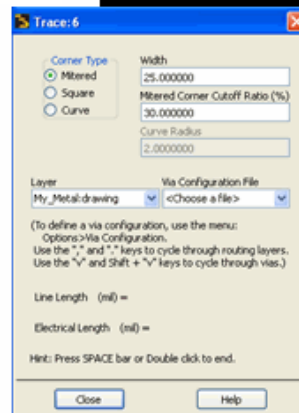 Trace:6
Corner Type
Mitered
Square
Curve
Width
25.000000
Mitered Corner Cutoff Ratio (%)
30.000000
Curve Radius
2.0000000
Layer
My_Metal:drawing
Via Configuration File
<Choose a file>
(To define a via configuration, use the menu:
Options>Via Configuration.
Use the "," and "." keys to cycle through routing layers.
Use the "v" and Shift + "v" keys to cycle through vias.)
Line Length (mil) =
Electrical Length (mil) =
Hint: Press SPACE bar or Double click to end.
Close
Help